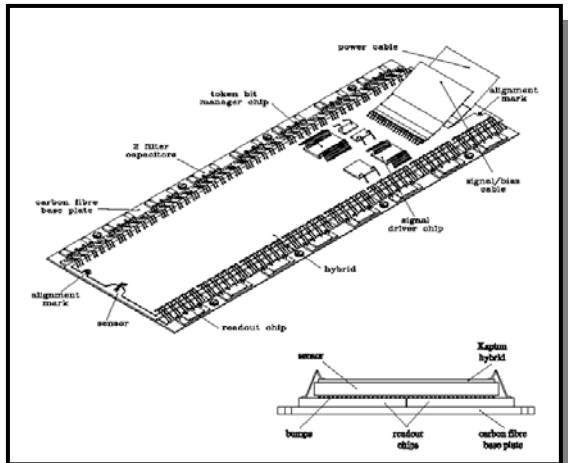 power cable
token bit
manager chip
alignment
mark
2 filter
capacitors
signal/bias
cable
carbon fibre
base plate
signal
driver chip
hybrid
alignment
mark
sensor
readout chip
sensor
Kapton
hybrid
bumps
readout
chips
carbon fibre
base plate